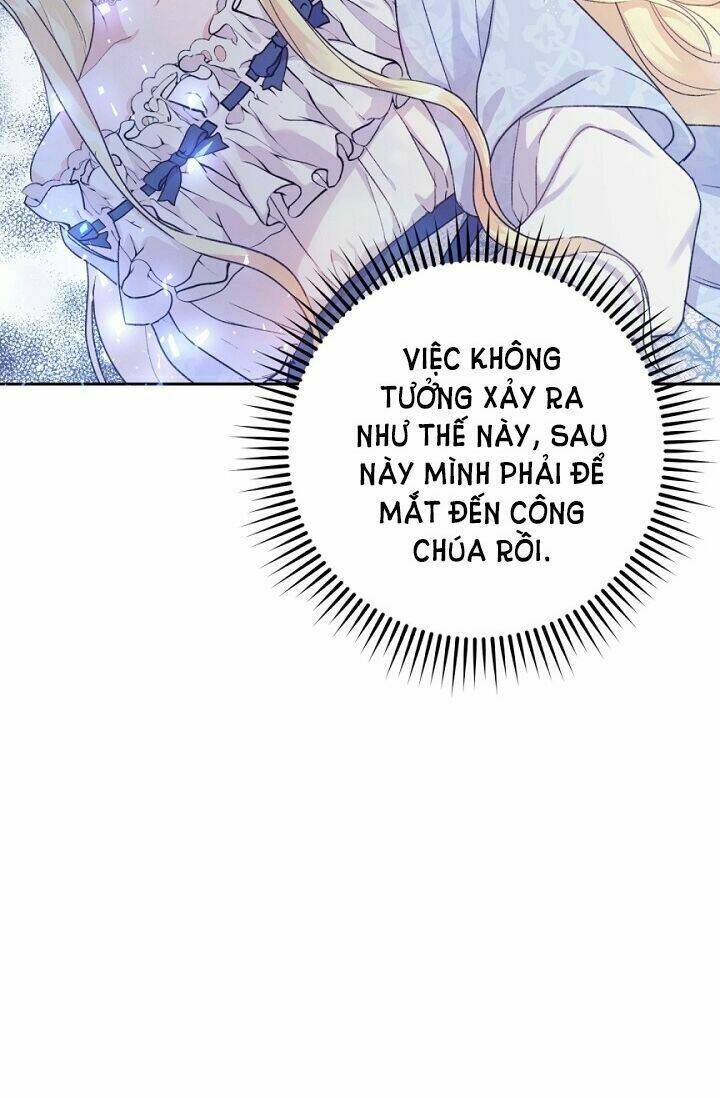 VIỆC KHÔNG
TƯỞNG XẢY RA
NHƯ THẾ NÀY, SAU
NÀY MÌNH PHẢI ĐỂ
MẮT ĐẾN CÔNG
CHÚA RỒI.